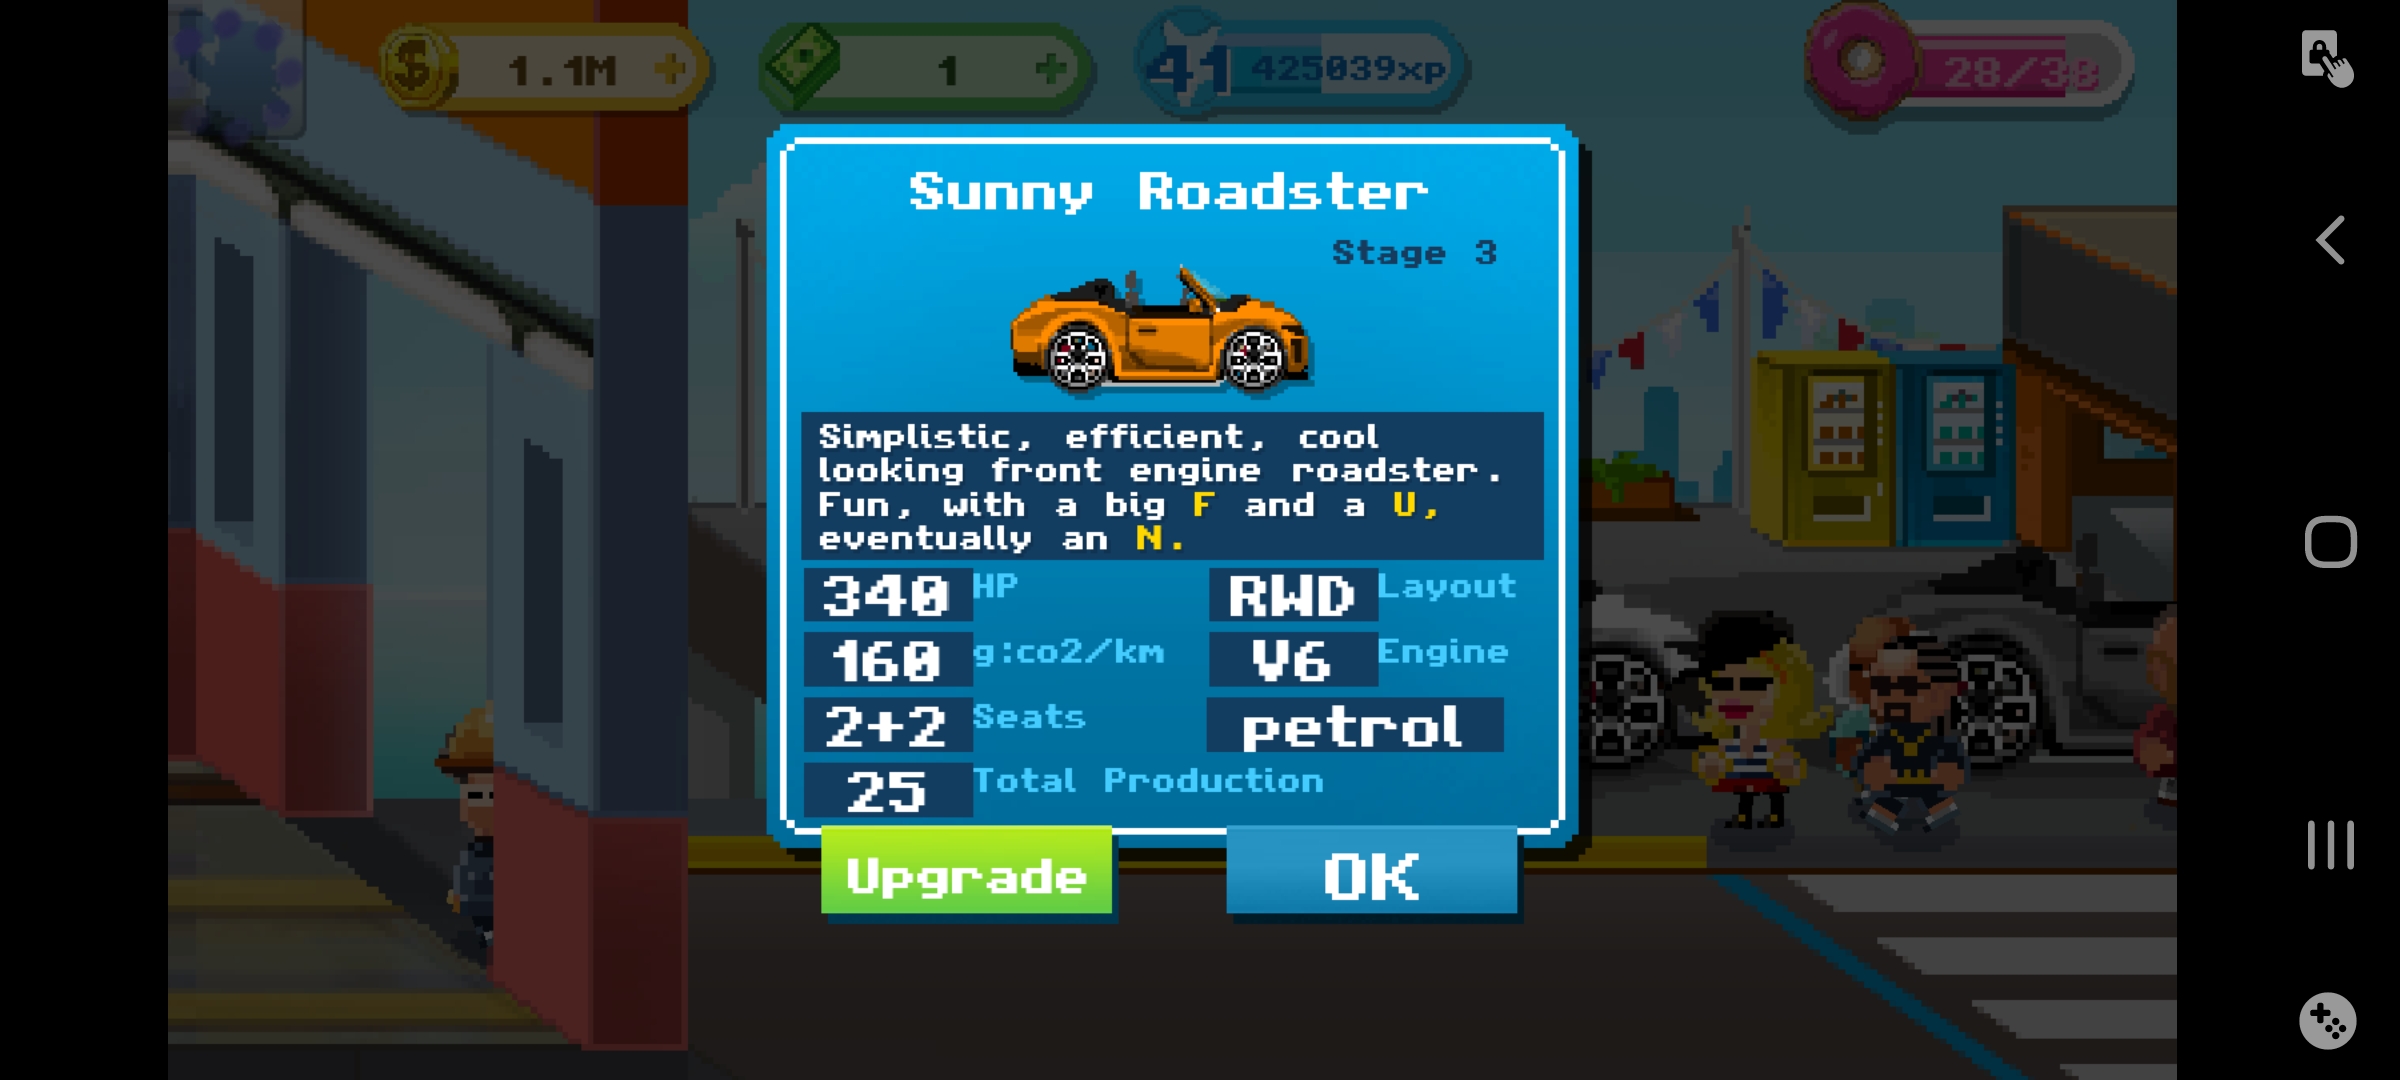 1.1M +
1 +
41 425039xp
28/38
Sunny Roadster
Stage 3
Simplistic, efficient, cool
looking front engine roadster.
Fun, with a big F and a U,
eventually an N.
340 HP RWD Layout
160 g:co2/km V6 Engine
2+2 Seats petrol
25 Total Production
Upgrade OK